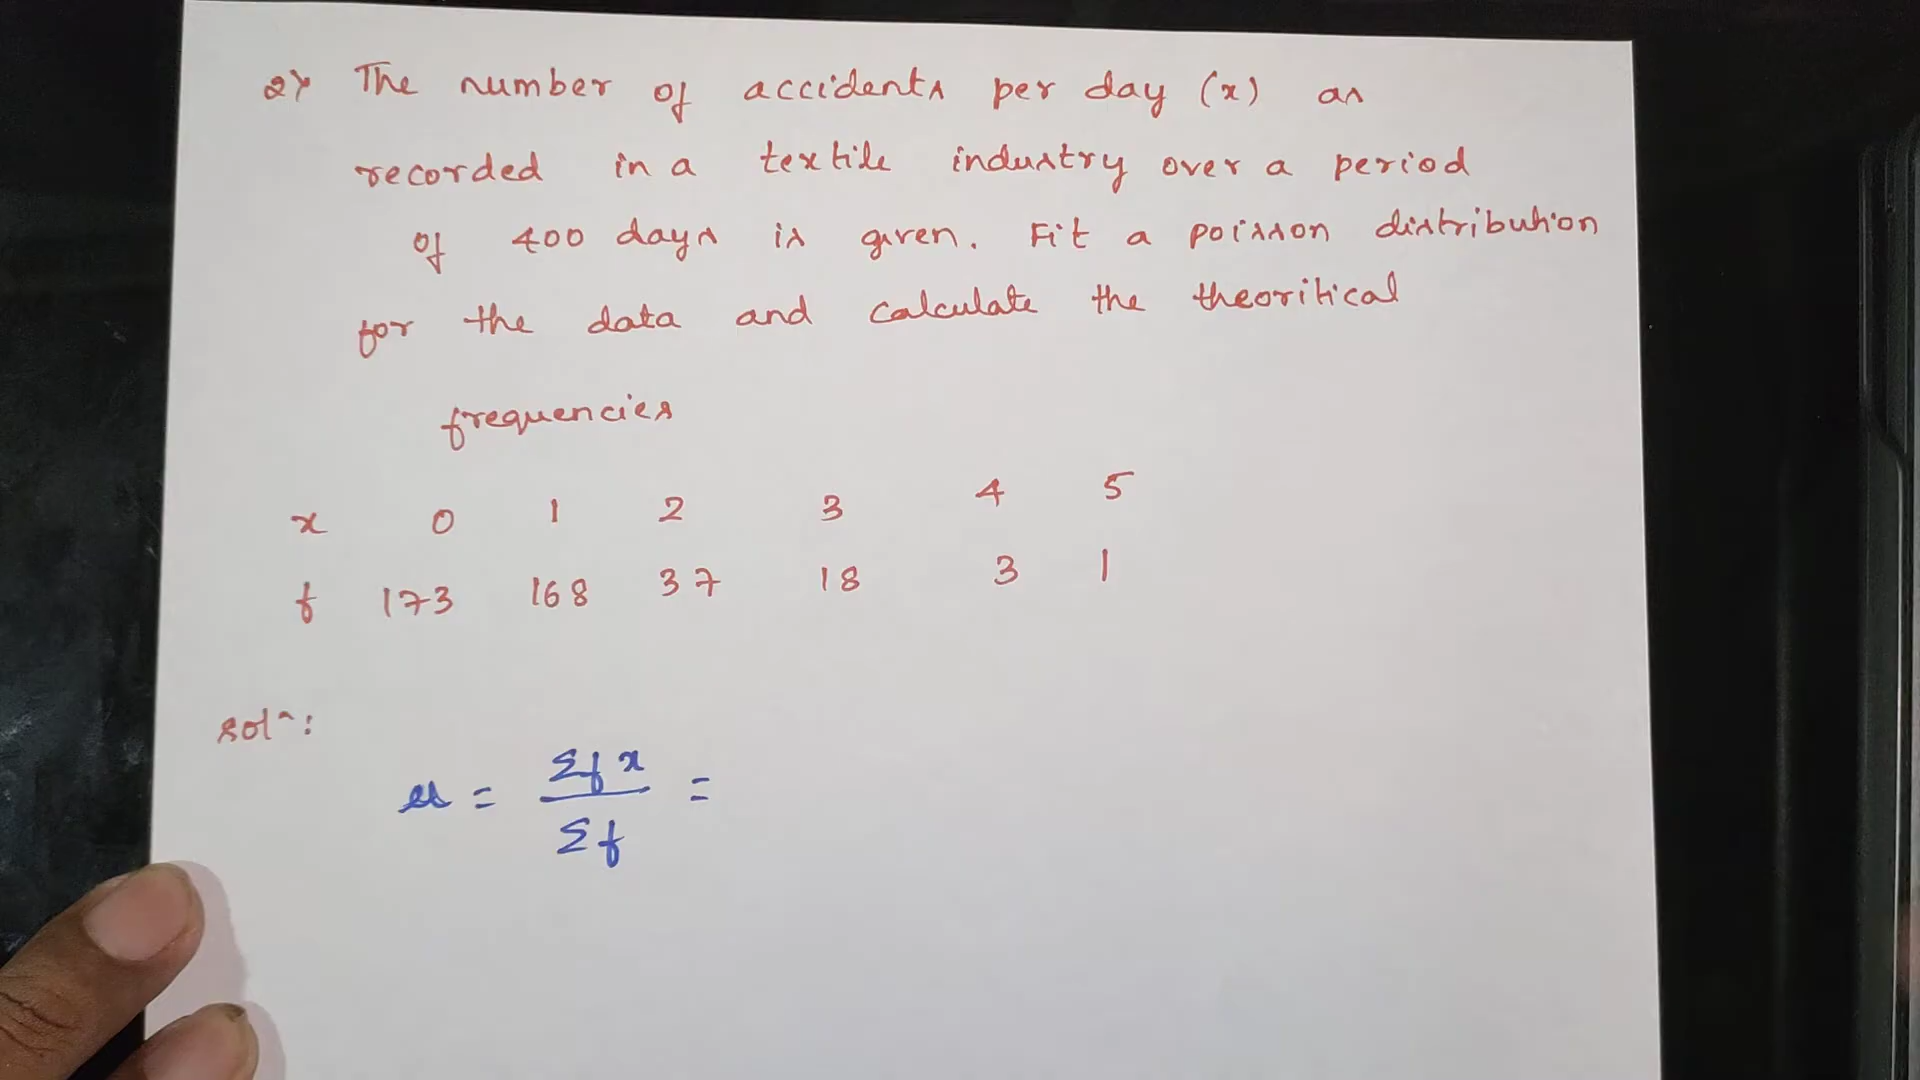 2) The number of accidents per day (x) as
recorded in a textile industry over a period
of 400 days is given. Fit a poisson distribution
for the data and calculate the theoritical
frequencies
x 0 1 2 3 4 5
f 173 168 37 18 3 1
solⁿ:
μ = Σfx / Σf =